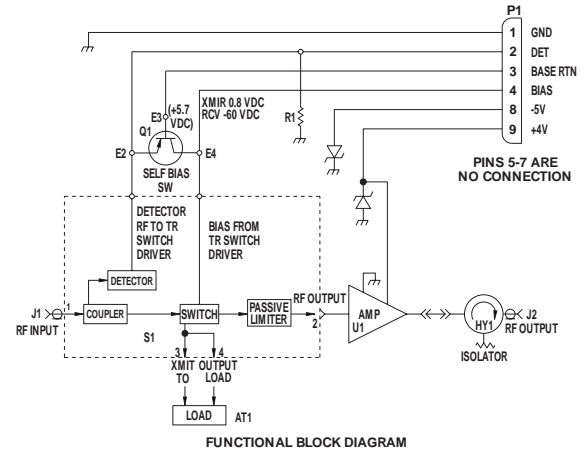 P1
1 GND
2 DET
3 BASE RTN
4 BIAS
8 -5V
9 +4V
PINS 5-7 ARE
NO CONNECTION
XMIR 0.8 VDC
RCV -60 VDC
R1
E3 (+5.7
VDC)
Q1
E2
E4
SELF BIAS
SW
DETECTOR
RF TO TR
SWITCH
DRIVER
BIAS FROM
TR SWITCH
DRIVER
DETECTOR
J1
1
RF INPUT
COUPLER
SWITCH
PASSIVE
LIMITER
RF OUTPUT
2
AMP
U1
HY1
J2
RF OUTPUT
ISOLATOR
S1
3 4
XMIT OUTPUT
TO LOAD
LOAD
AT1
FUNCTIONAL BLOCK DIAGRAM